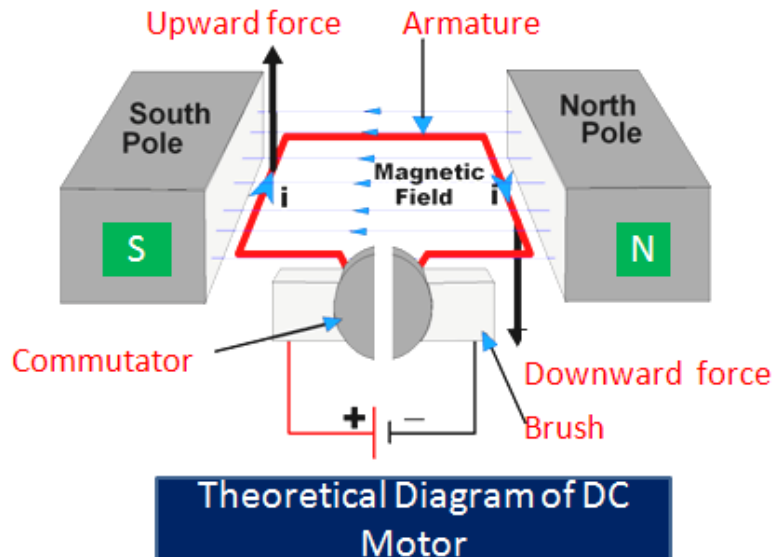 Upward force
Armature
South
Pole
North
Pole
Magnetic
Field
i
i
S
N
Commutator
Downward force
Brush
+
–
Theoretical Diagram of DC
Motor